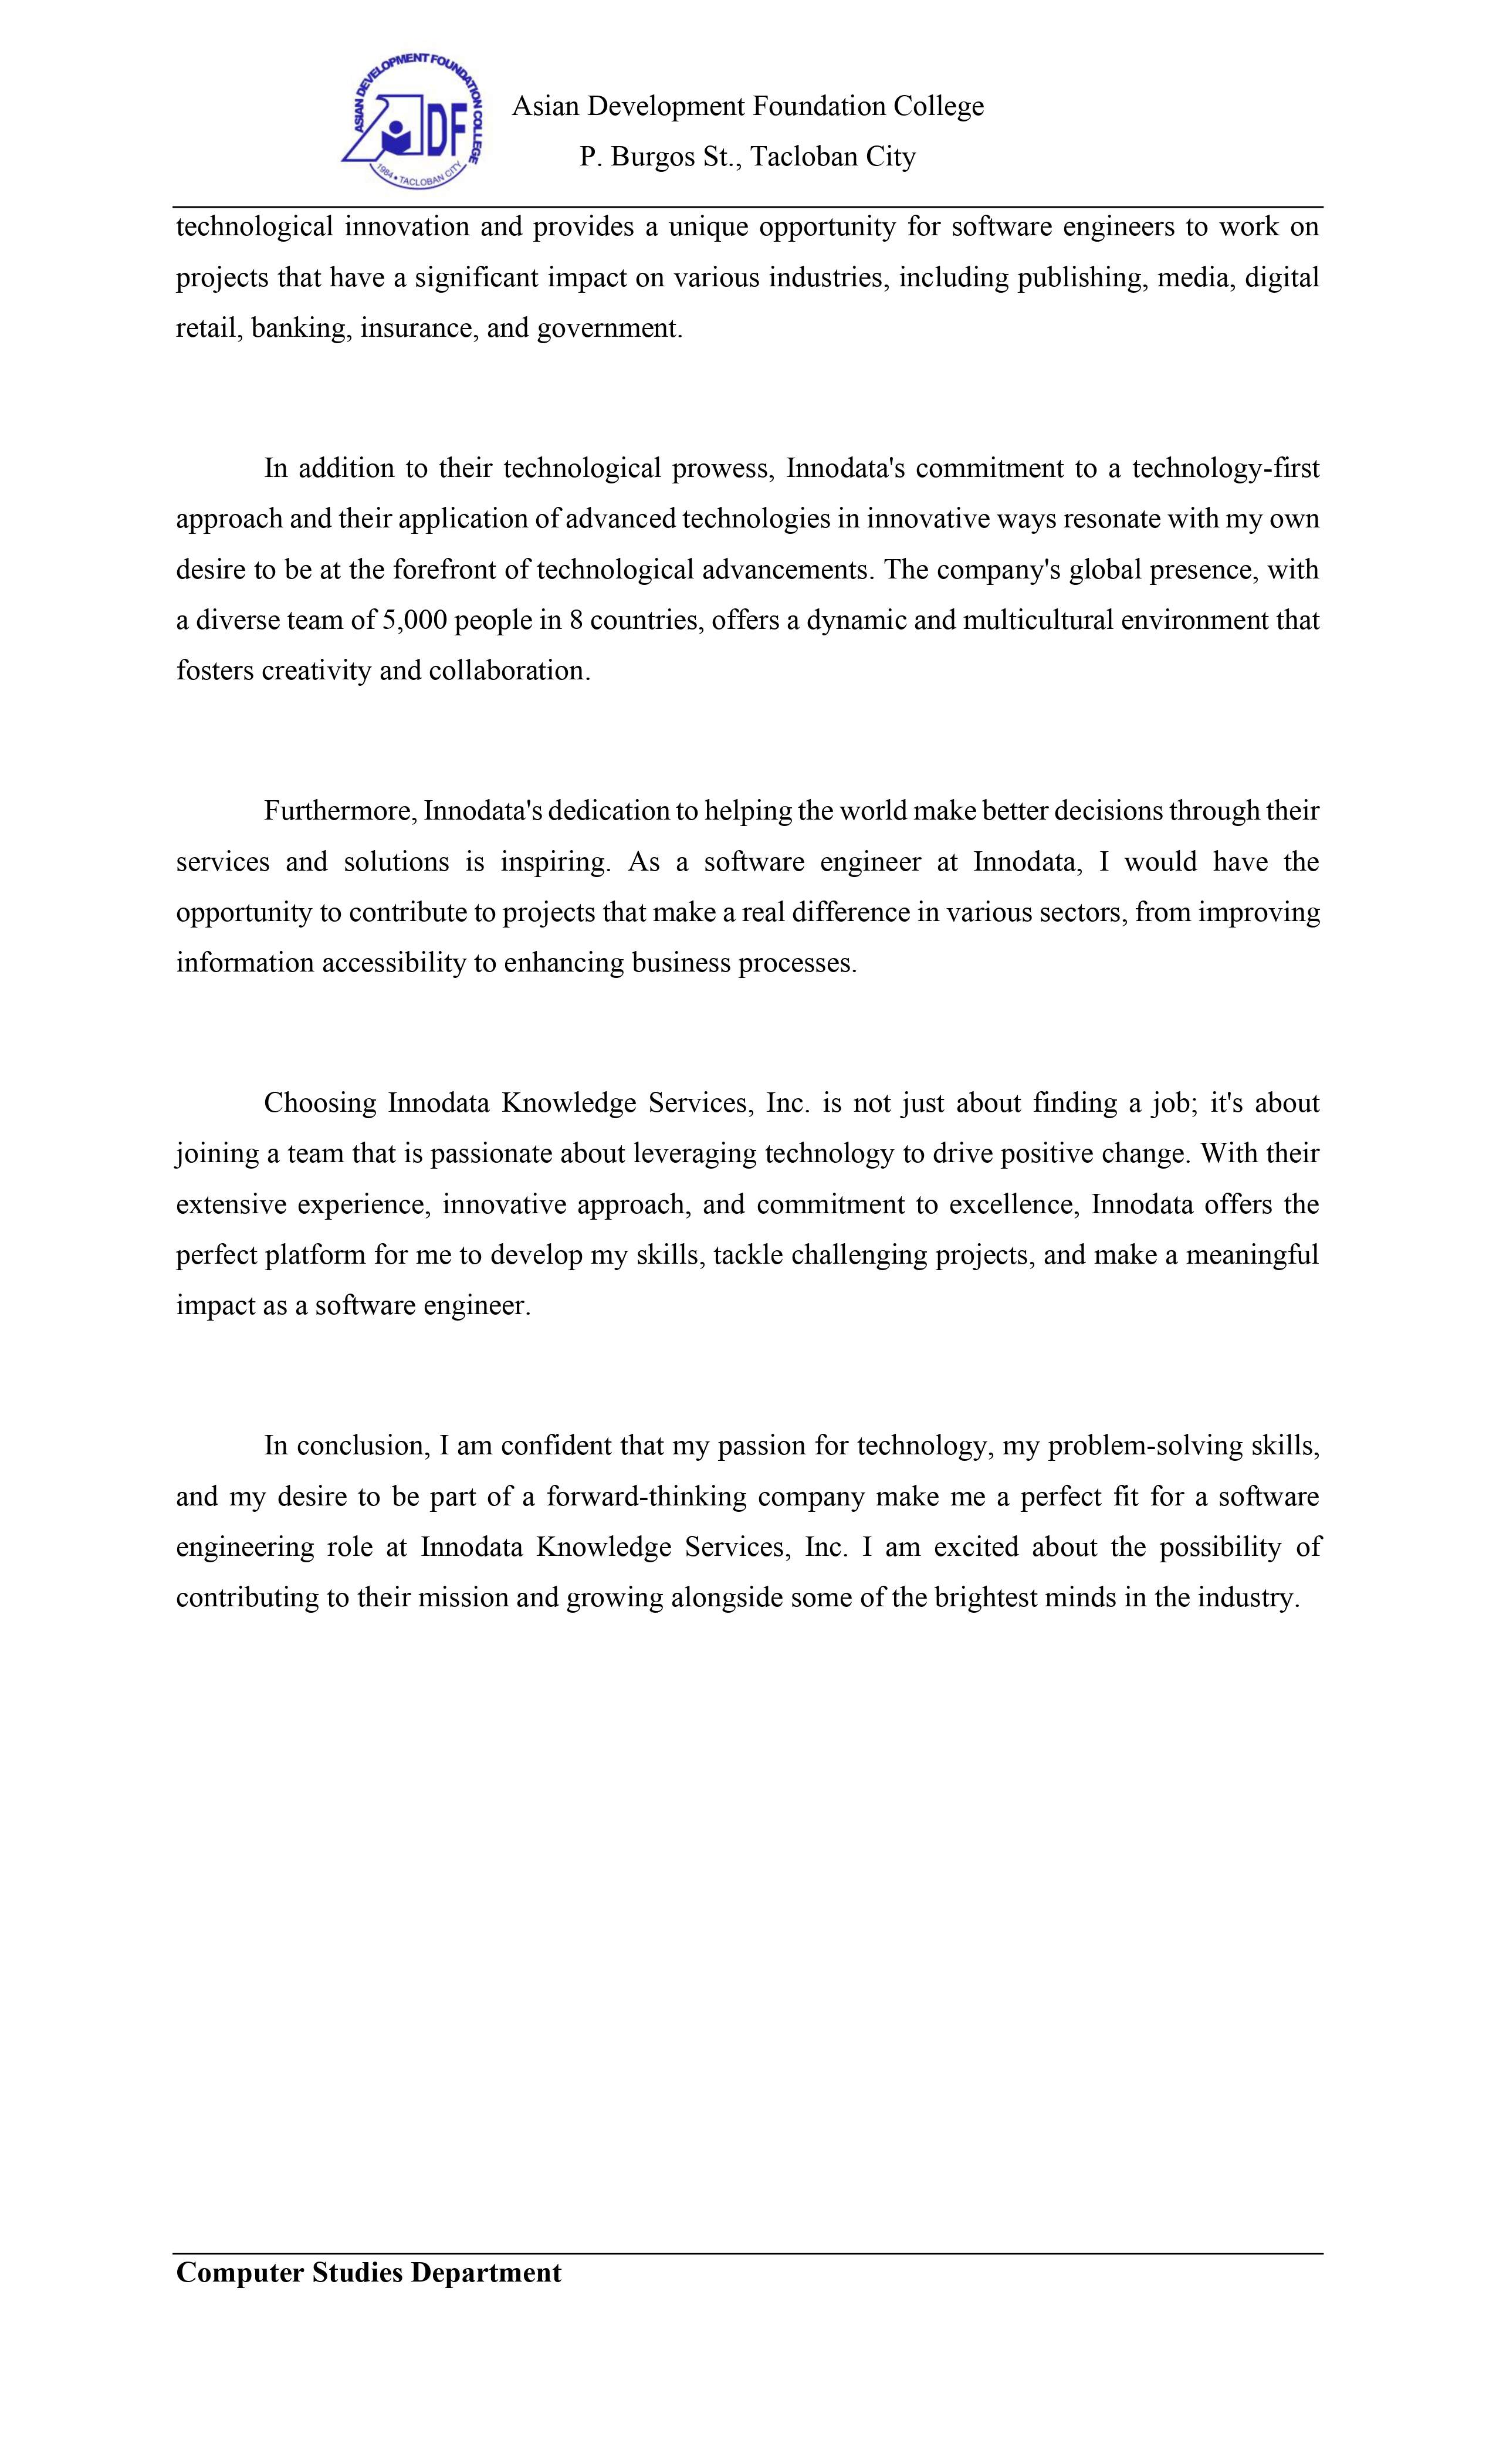 ASIAN DEVELOPMENT FOUNDATION COLLEGE
ADF
1984 • TACLOBAN CITY
Asian Development Foundation College
P. Burgos St., Tacloban City
technological innovation and provides a unique opportunity for software engineers to work on
projects that have a significant impact on various industries, including publishing, media, digital
retail, banking, insurance, and government.
In addition to their technological prowess, Innodata's commitment to a technology-first
approach and their application of advanced technologies in innovative ways resonate with my own
desire to be at the forefront of technological advancements. The company's global presence, with
a diverse team of 5,000 people in 8 countries, offers a dynamic and multicultural environment that
fosters creativity and collaboration.
Furthermore, Innodata's dedication to helping the world make better decisions through their
services and solutions is inspiring. As a software engineer at Innodata, I would have the
opportunity to contribute to projects that make a real difference in various sectors, from improving
information accessibility to enhancing business processes.
Choosing Innodata Knowledge Services, Inc. is not just about finding a job; it's about
joining a team that is passionate about leveraging technology to drive positive change. With their
extensive experience, innovative approach, and commitment to excellence, Innodata offers the
perfect platform for me to develop my skills, tackle challenging projects, and make a meaningful
impact as a software engineer.
In conclusion, I am confident that my passion for technology, my problem-solving skills,
and my desire to be part of a forward-thinking company make me a perfect fit for a software
engineering role at Innodata Knowledge Services, Inc. I am excited about the possibility of
contributing to their mission and growing alongside some of the brightest minds in the industry.
Computer Studies Department